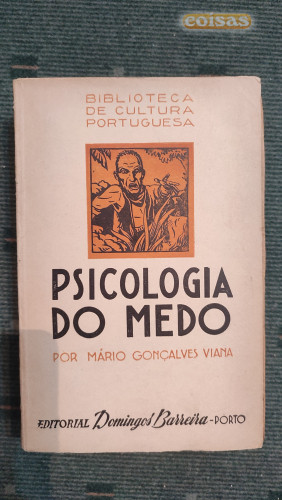 coisas
BIBLIOTECA
DE CULTURA
PORTUGUESA
PSICOLOGIA
DO MEDO
POR MÁRIO GONÇALVES VIANA
EDITORIAL Domingos Barreira-PORTO